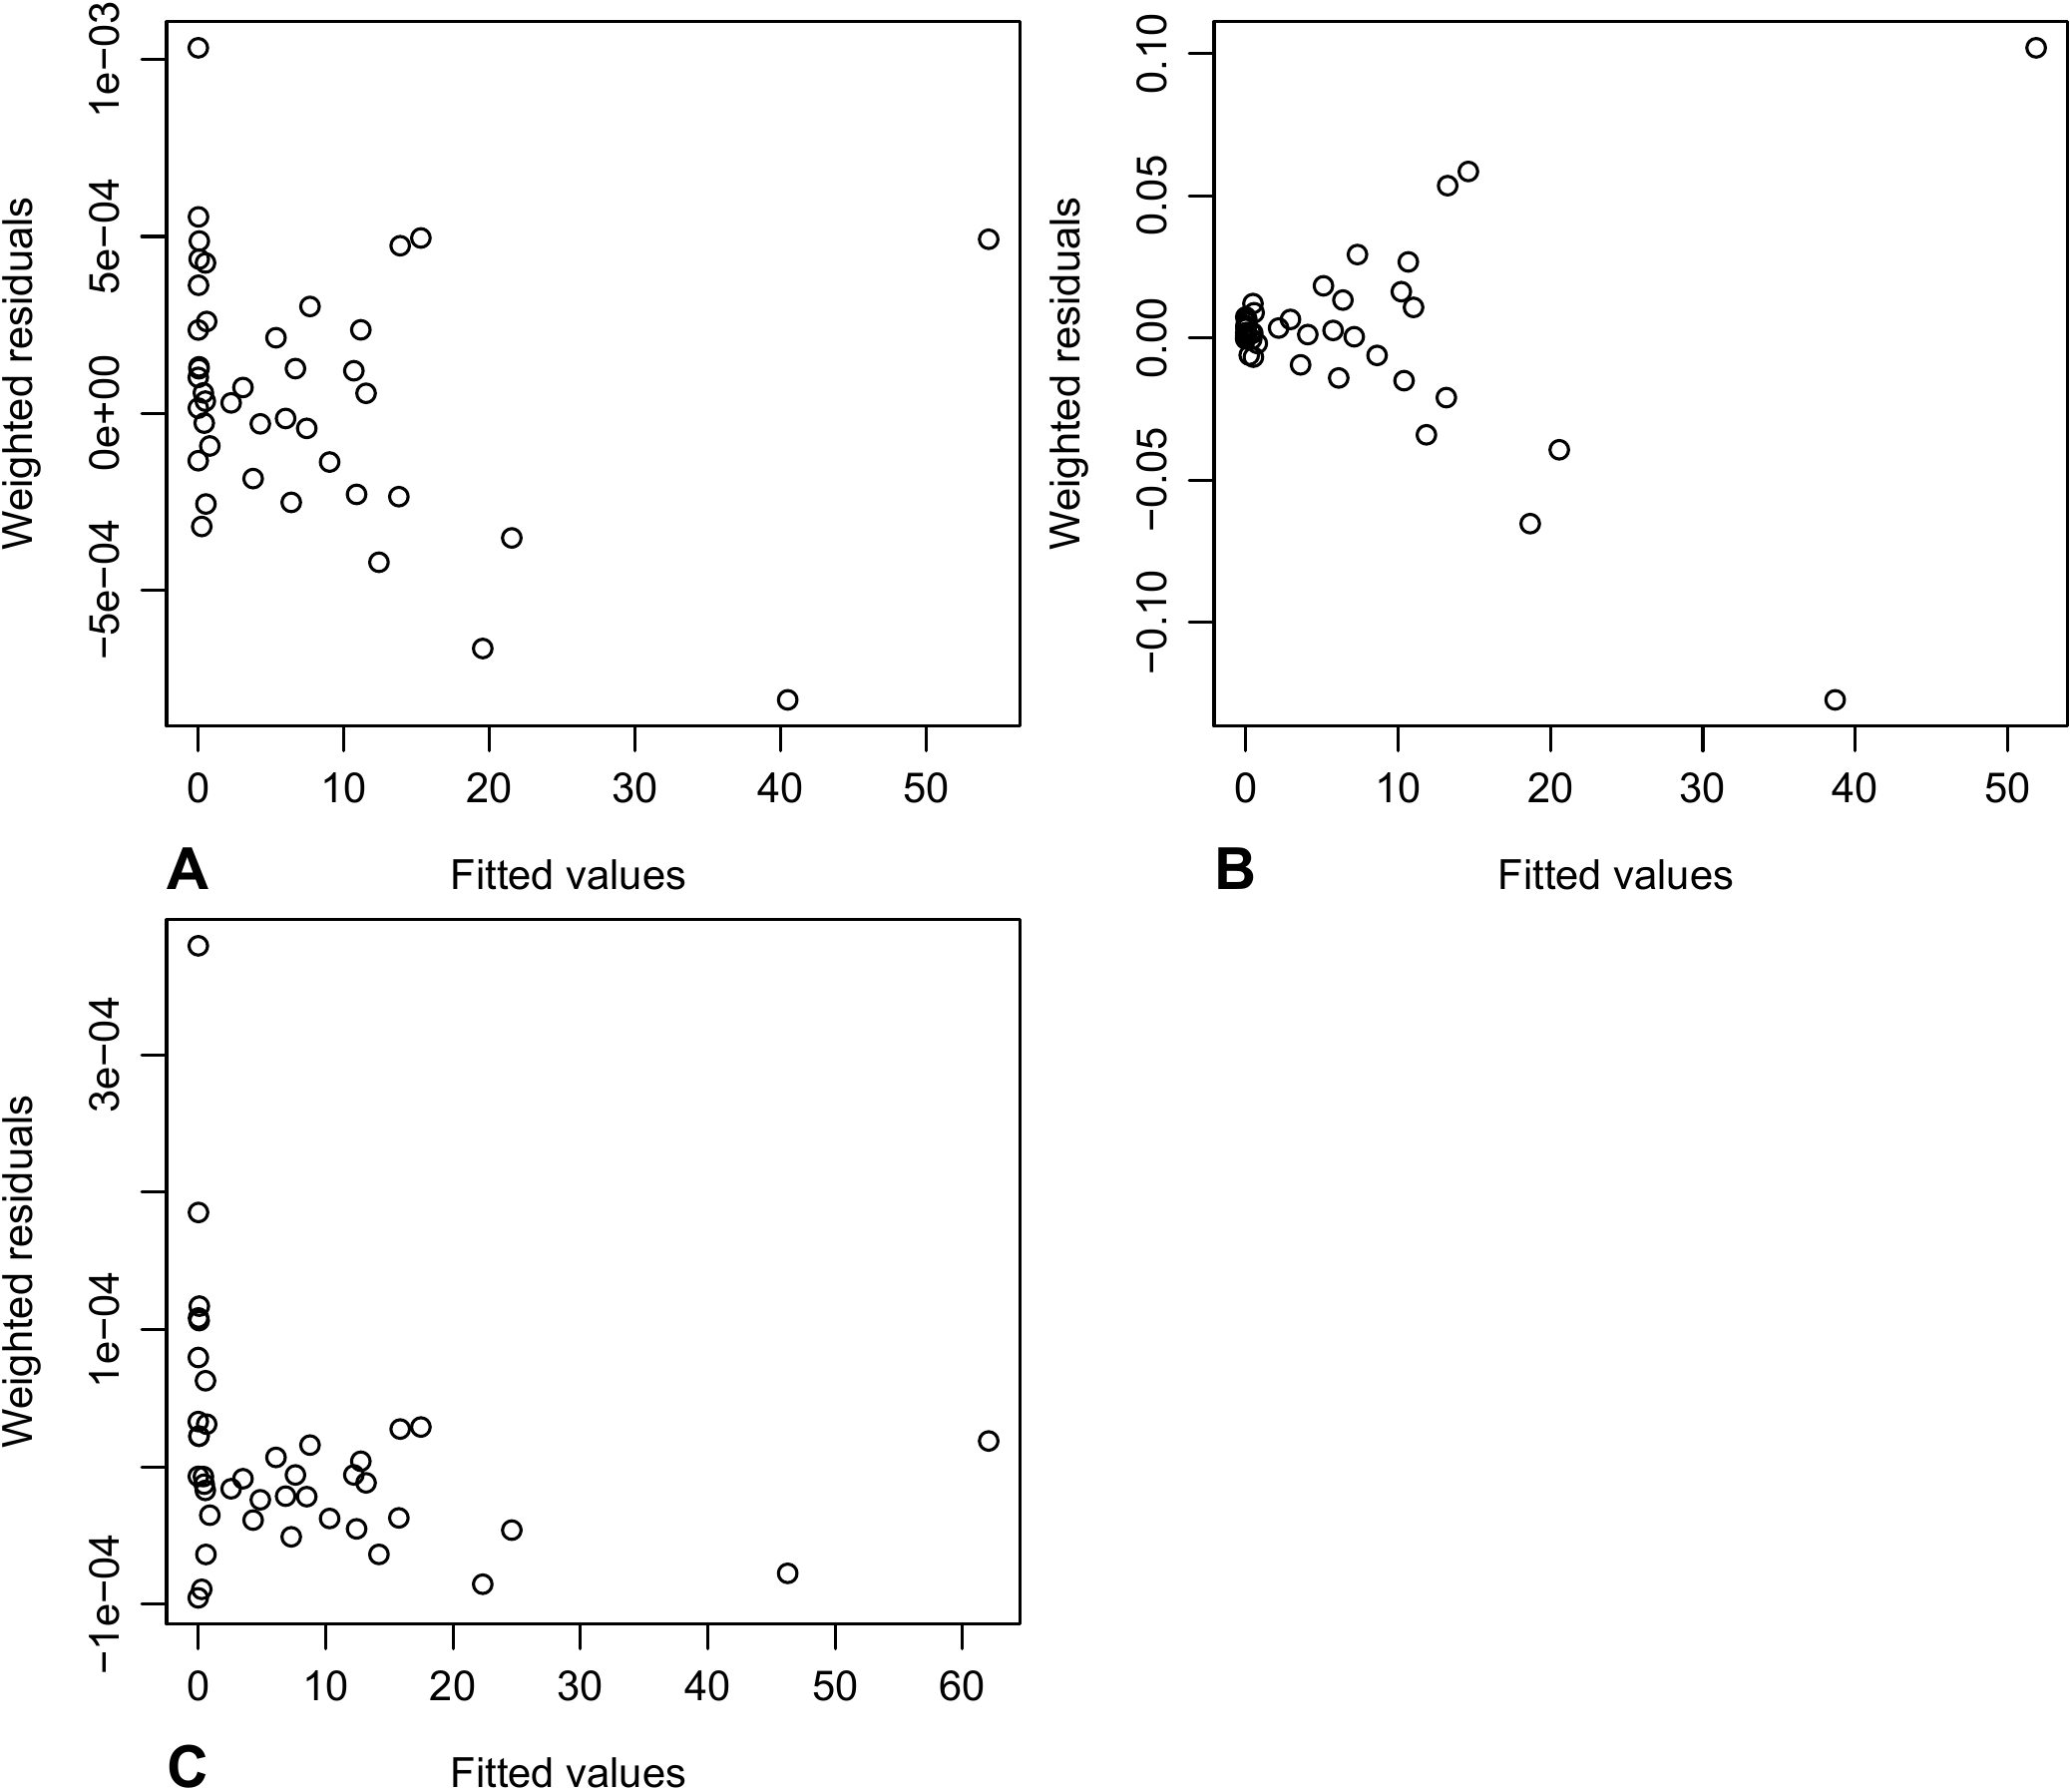 Weighted residuals
1e−03
5e−04
0e+00
−5e−04
0 10 20 30 40 50
A Fitted values
Weighted residuals
0.10
0.05
0.00
−0.05
−0.10
0 10 20 30 40 50
B Fitted values
Weighted residuals
3e−04
1e−04
−1e−04
0 10 20 30 40 50 60
C Fitted values